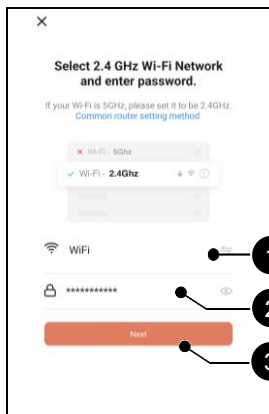 Select 2.4 GHz Wi-Fi Network
and enter password.
If your Wi-Fi is 5GHz, please set it to be 2.4GHz.
Common router setting method
Wi-Fi - 5Ghz
Wi-Fi - 2.4Ghz
WiFi
1
***********
2
Next
3